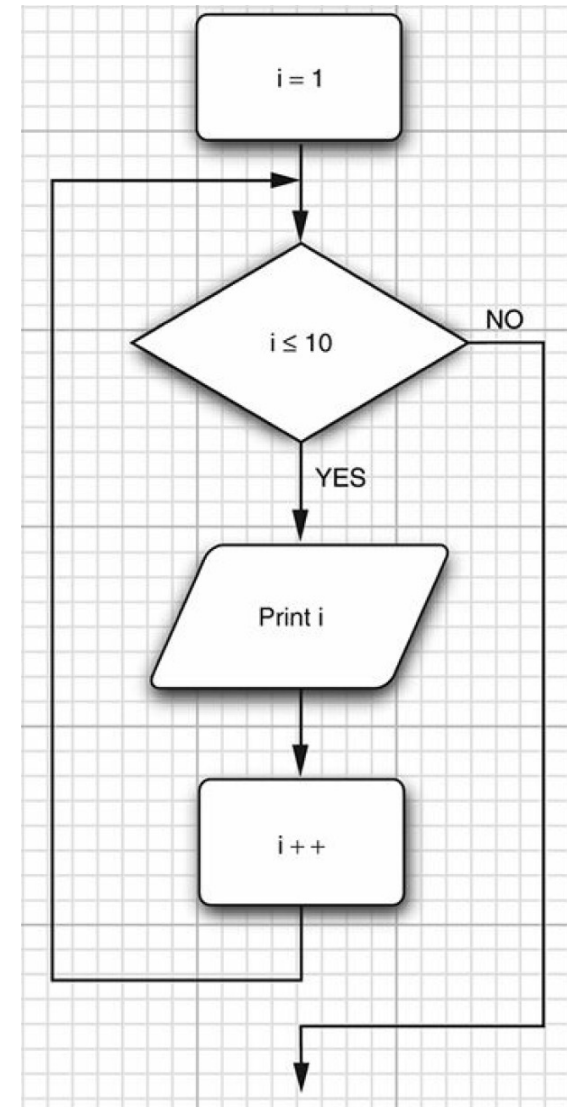 i = 1
i ≤ 10
NO
YES
Print i
i + +